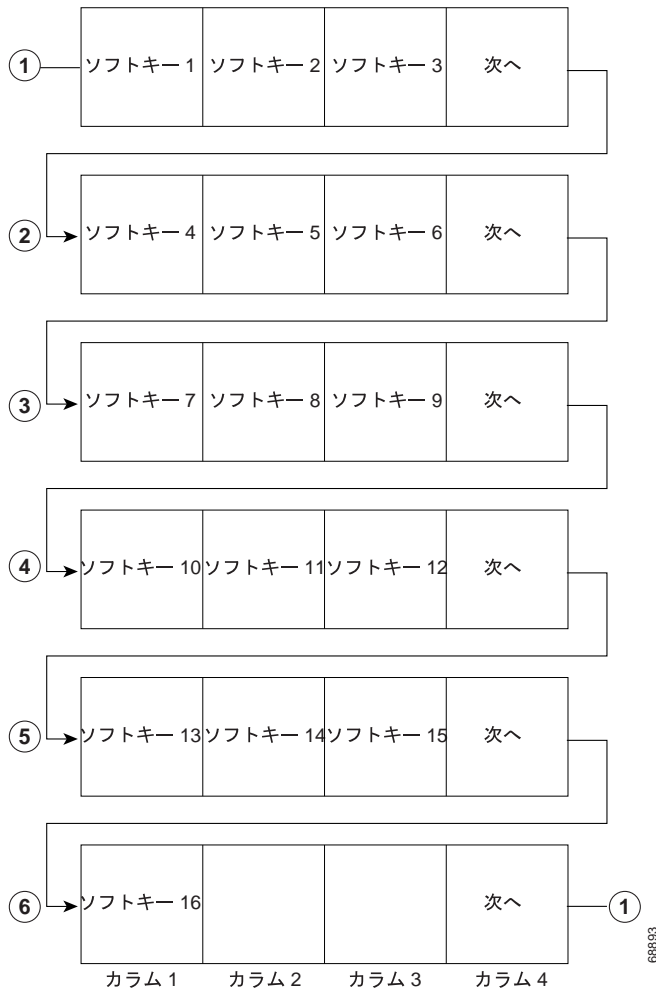 ① ソフトキー 1 ソフトキー 2 ソフトキー 3 次へ
② ソフトキー 4 ソフトキー 5 ソフトキー 6 次へ
③ ソフトキー 7 ソフトキー 8 ソフトキー 9 次へ
④ ソフトキー 10 ソフトキー 11 ソフトキー 12 次へ
⑤ ソフトキー 13 ソフトキー 14 ソフトキー 15 次へ
⑥ ソフトキー 16 次へ ①
カラム 1 カラム 2 カラム 3 カラム 4
68893